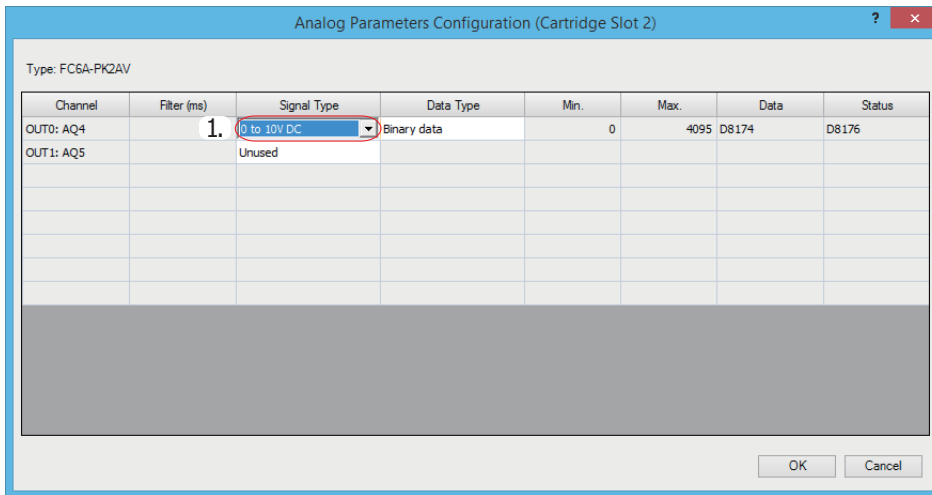 Analog Parameters Configuration (Cartridge Slot 2) ? ×
Type: FC6A-PK2AV
Channel Filter (ms) Signal Type Data Type Min. Max. Data Status
OUT0: AQ4 1. 0 to 10V DC Binary data 0 4095 D8174 D8176
OUT1: AQ5 Unused
OK Cancel